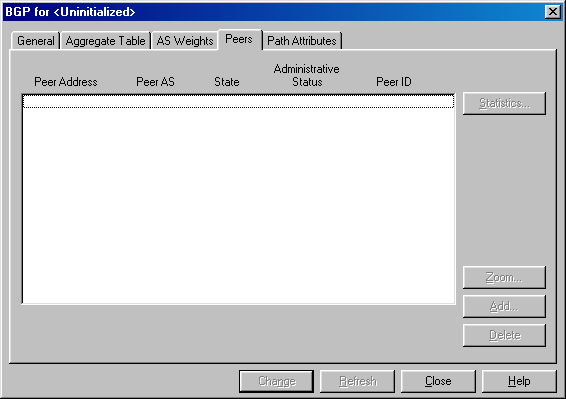 BGP for <Uninitialized>
General Aggregate Table AS Weights Peers Path Attributes
Peer Address Peer AS State Administrative Status Peer ID
Statistics...
Zoom...
Add...
Delete
Change Refresh Close Help